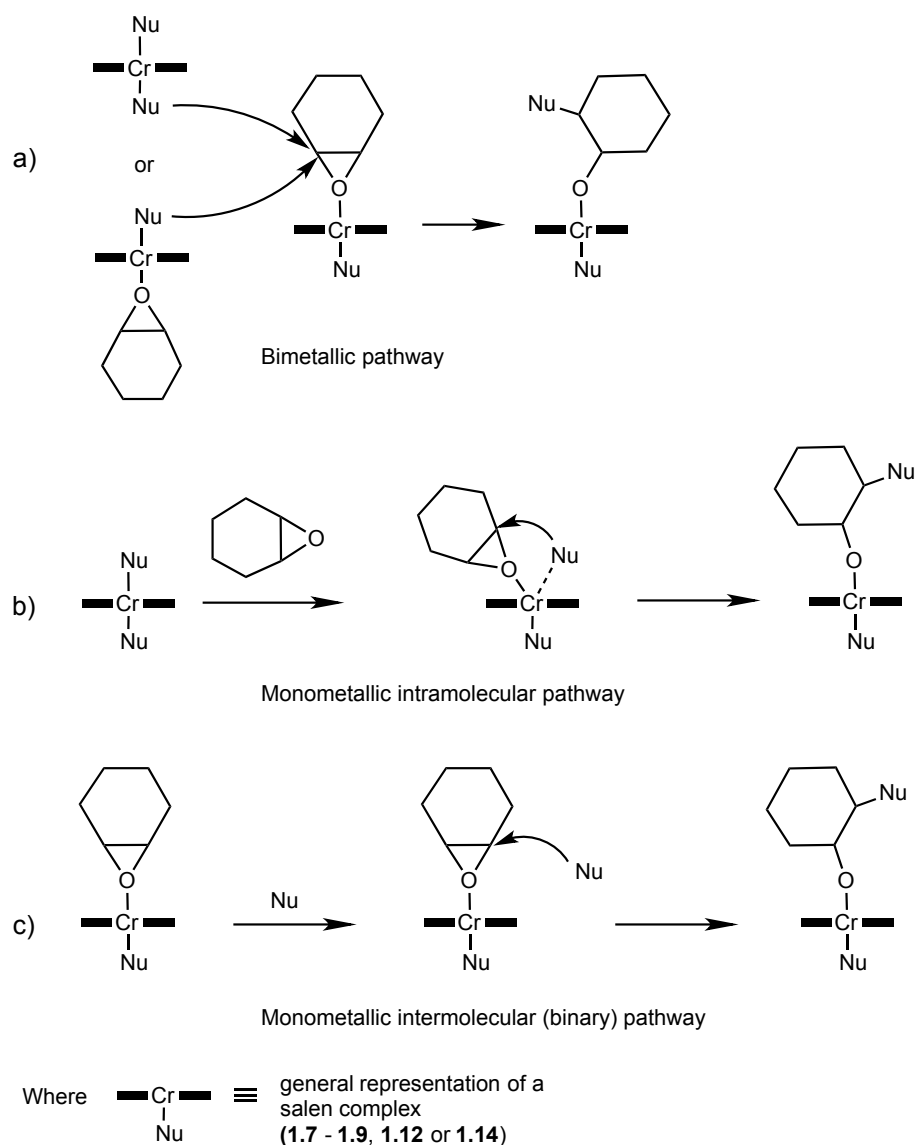 Nu
Cr
Nu
a)
or
Nu
Cr
O
O
Cr
Nu
Nu
O
Cr
Nu
Bimetallic pathway
b)
Nu
Cr
Nu
O
Nu
O
Cr
Nu
Nu
O
Cr
Nu
Monometallic intramolecular pathway
c)
O
Cr
Nu
Nu
O
Nu
Cr
Nu
Nu
O
Cr
Nu
Monometallic intermolecular (binary) pathway
Where
Cr
Nu
≡
general representation of a
salen complex
(1.7 - 1.9, 1.12 or 1.14)